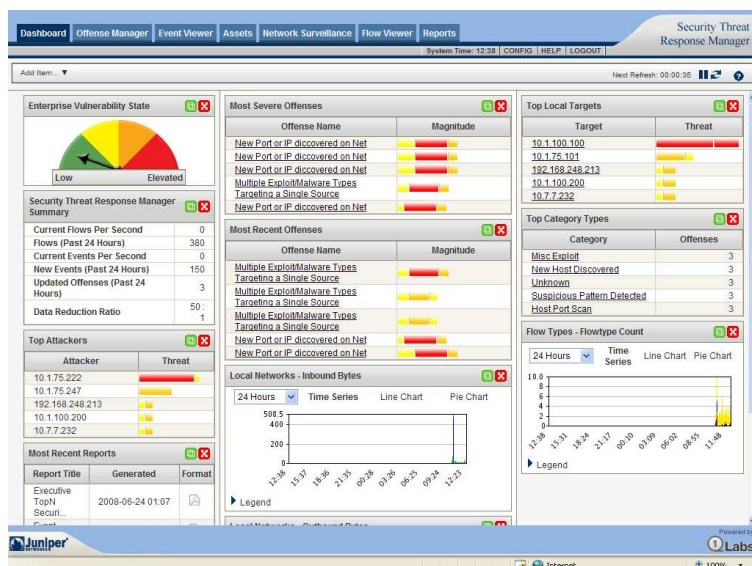 Dashboard Offense Manager Event Viewer Assets Network Surveillance Flow Viewer Reports
Security Threat
Response Manager
System Time: 12:38 CONFIG HELP LOGOUT
Add Item... ▼
Next Refresh: 00:00:35
Enterprise Vulnerability State
Low Elevated
Security Threat Response Manager
Summary
Current Flows Per Second 0
Flows (Past 24 Hours) 380
Current Events Per Second 0
New Events (Past 24 Hours) 150
Updated Offenses (Past 24
Hours) 3
Data Reduction Ratio 50 :
1
Top Attackers
Attacker Threat
10.1.75.222
10.1.75.247
192.168.248.213
10.1.100.200
10.7.7.232
Most Recent Reports
Report Title Generated Format
Executive
TopN
Securi...
2008-06-24 01:07
Event
Most Severe Offenses
Offense Name Magnitude
New Port or IP diccovered on Net
New Port or IP diccovered on Net
New Port or IP diccovered on Net
Multiple Exploit/Malware Types
Targeting a Single Source
New Port or IP diccovered on Net
Most Recent Offenses
Offense Name Magnitude
Multiple Exploit/Malware Types
Targeting a Single Source
Multiple Exploit/Malware Types
Targeting a Single Source
Multiple Exploit/Malware Types
Targeting a Single Source
New Port or IP diccovered on Net
New Port or IP diccovered on Net
Local Networks - Inbound Bytes
24 Hours Time Series Line Chart Pie Chart
508.5
400
200
0
12:38 15:37 18:36 21:35 00:28 03:26 06:25 09:24 12:23
Legend
Local Networks - Outbound Bytes
Top Local Targets
Target Threat
10.1.100.100
10.1.75.101
192.168.248.213
10.1.100.200
10.7.7.232
Top Category Types
Category Offenses
Misc Exploit 3
New Host Discovered 3
Unknown 3
Suspicious Pattern Detected 3
Host Port Scan 3
Flow Types - Flowtype Count
24 Hours Time
Series Line Chart Pie Chart
10.0
8
6
4
2
0
12:38 15:31 18:24 21:17 00:10 03:09 06:02 08:55 11:48
Legend
Juniper
NETWORKS
Powered by
Q1 Labs
Internet 100%